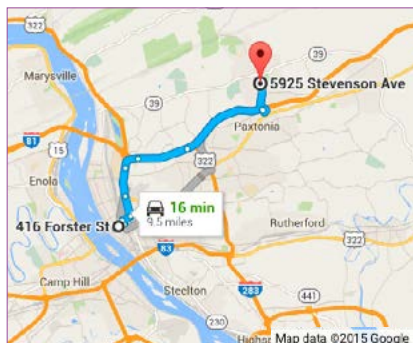 Marysville
39
5925 Stevenson Ave
39
81
Paxtonia
15
322
Enola
16 min
9.5 miles
416 Forster St
Rutherford
322
83
Camp Hill
Steelton
283
441
230
Map data ©2015 Google